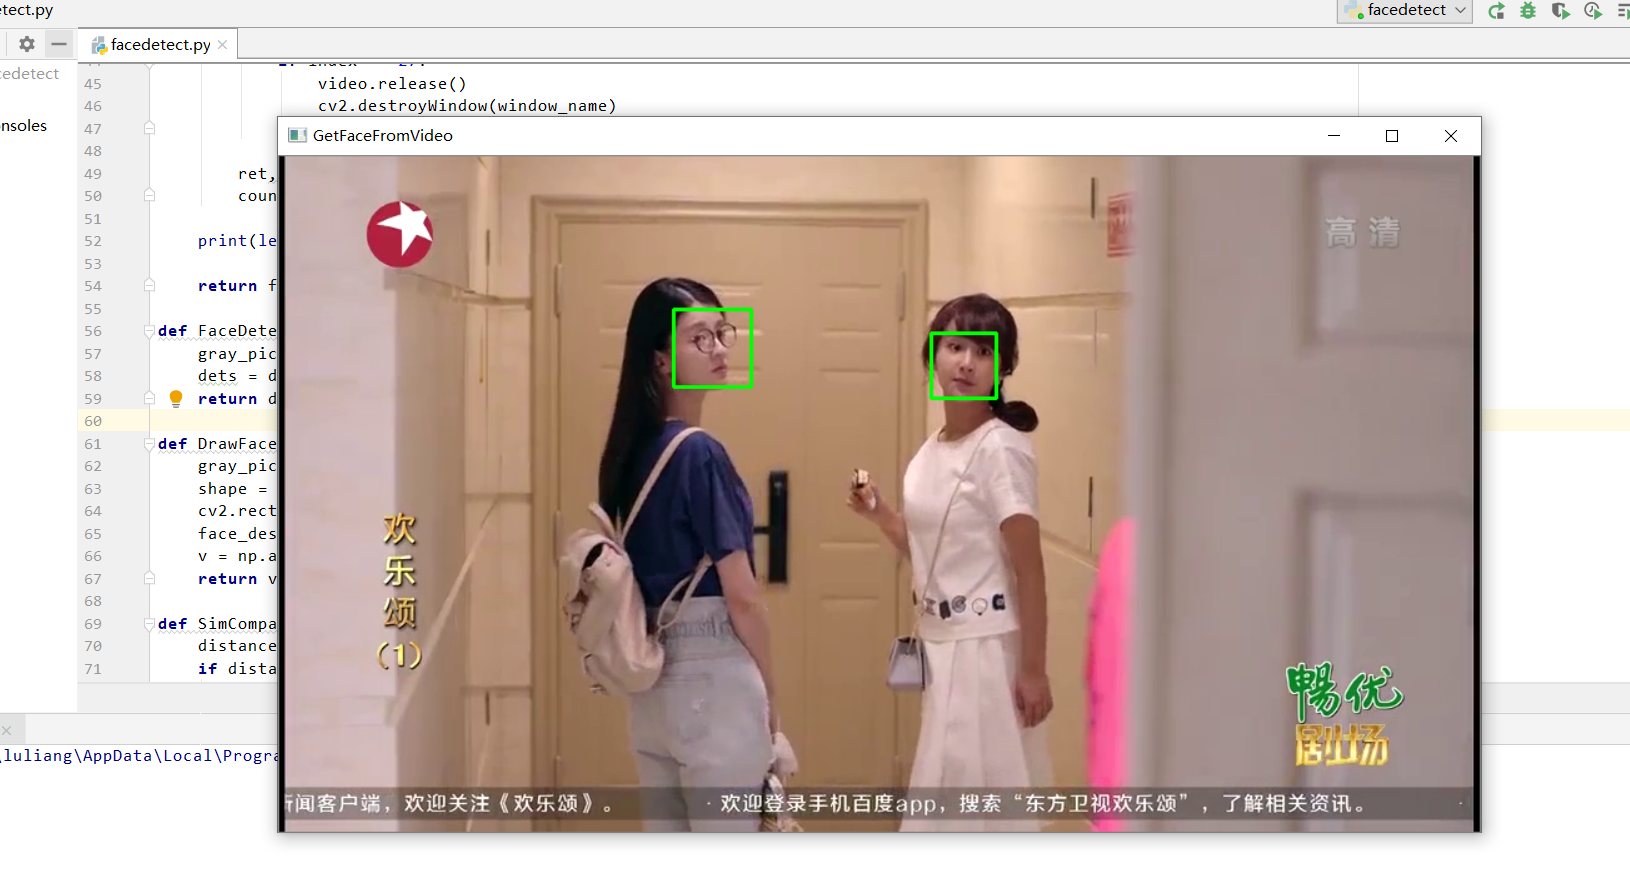 etect.py
facedetect
facedetect.py
cedetect
nsoles
45 video.release()
46 cv2.destroyWindow(window_name)
47
48
49 ret,
50 coun
51
52 print(le
53
54 return f
55
56 def FaceDete
57 gray_pic
58 dets = d
59 return d
60
61 def DrawFace
62 gray_pic
63 shape =
64 cv2.rect
65 face_des
66 v = np.a
67 return v
68
69 def SimCompa
70 distance
71 if dista
\luliang\AppData\Local\Progra
GetFaceFromVideo
高清
欢乐颂
(1)
暢优
剧场
新闻客户端，欢迎关注《欢乐颂》。 · 欢迎登录手机百度app，搜索“东方卫视欢乐颂”，了解相关资讯。